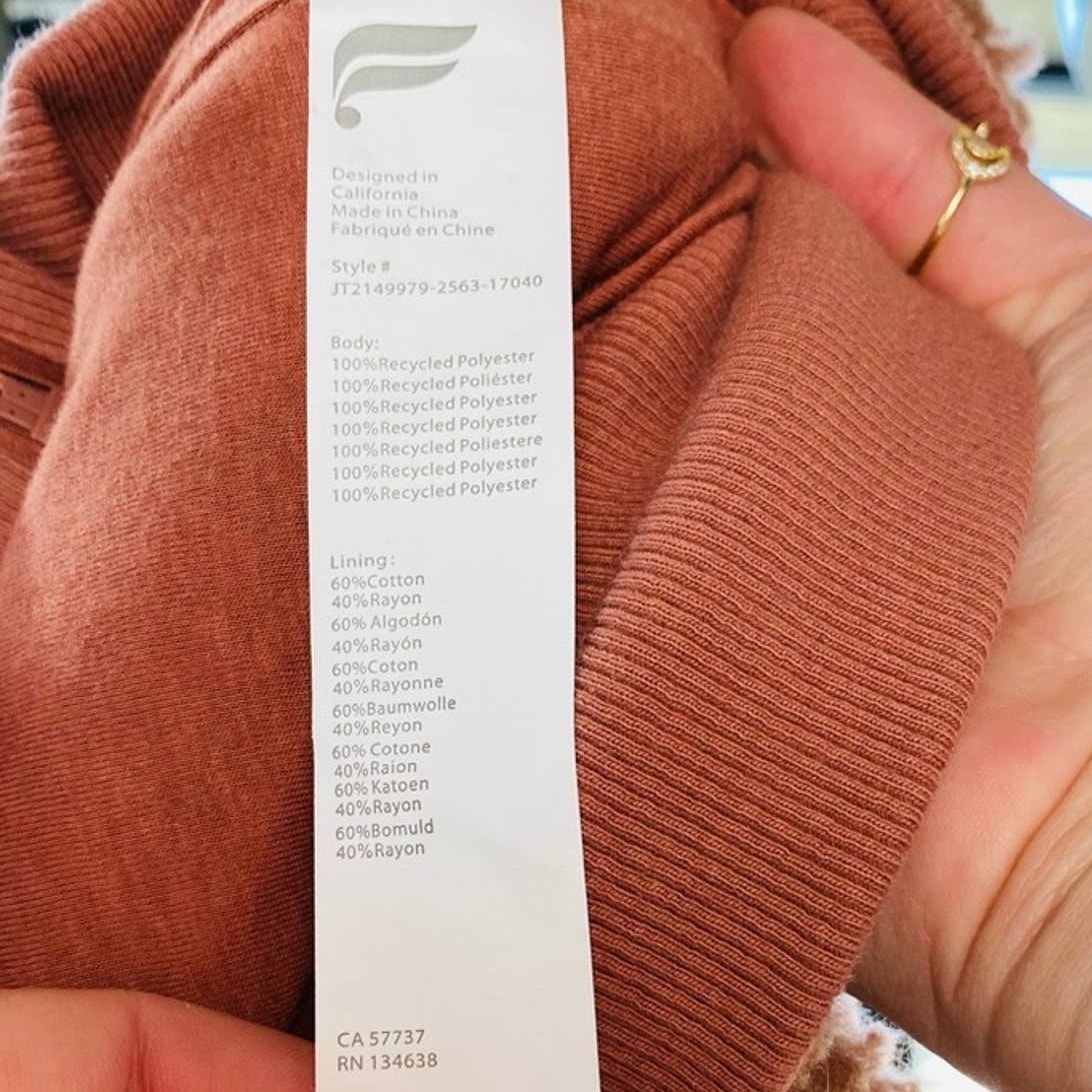 Designed in
California
Made in China
Fabriqué en Chine
Style #
JT2149979-2563-17040
Body:
100%Recycled Polyester
100%Recycled Poliéster
100%Recycled Polyester
100%Recycled Polyester
100%Recycled Poliestere
100%Recycled Polyester
100%Recycled Polyester
Lining:
60%Cotton
40%Rayon
60% Algodón
40%Rayón
60%Coton
40%Rayonne
60%Baumwolle
40%Reyon
60% Cotone
40%Raion
60% Katoen
40%Rayon
60%Bomuld
40%Rayon
CA 57737
RN 134638